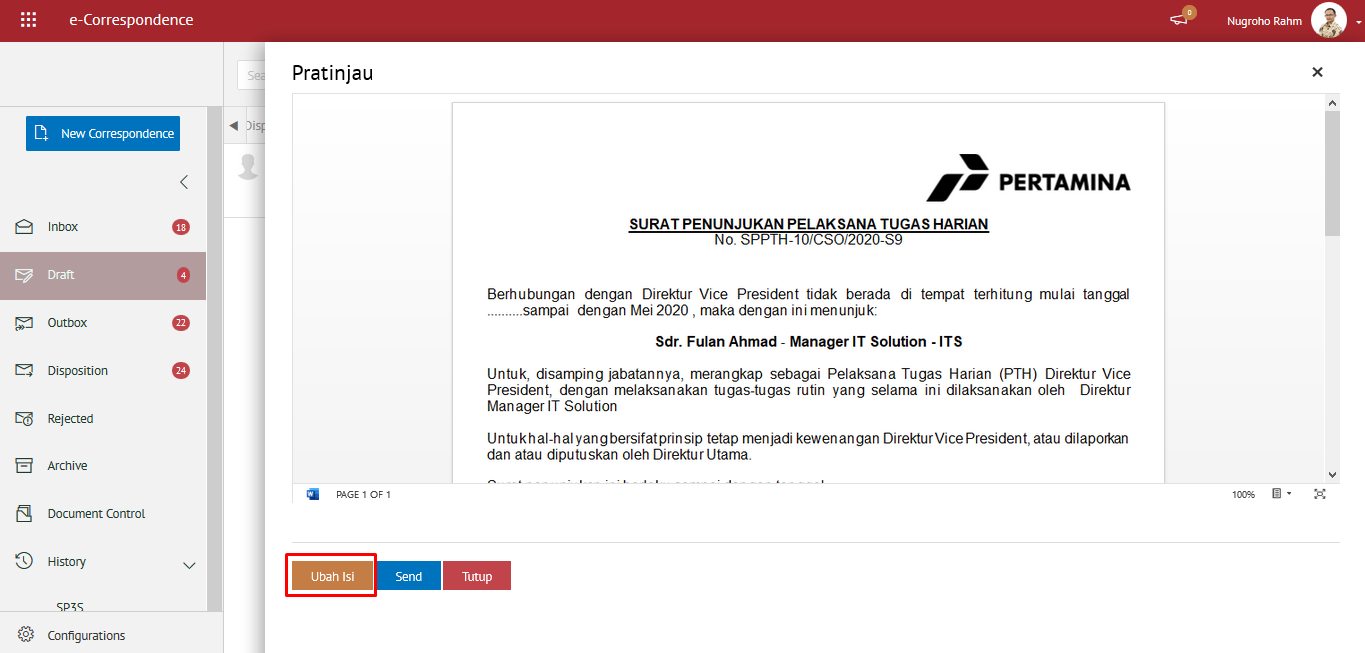 e-Correspondence
0
Nugroho Rahm
Pratinjau
New Correspondence
Inbox 18
Draft 4
Outbox 22
Disposition 24
Rejected
Archive
Document Control
History
SP3S
Configurations
PERTAMINA
SURAT PENUNJUKAN PELAKSANA TUGAS HARIAN
No. SPPTH-10/CSO/2020-S9
Berhubungan dengan Direktur Vice President tidak berada di tempat terhitung mulai tanggal
..........sampai dengan Mei 2020 , maka dengan ini menunjuk:
Sdr. Fulan Ahmad - Manager IT Solution - ITS
Untuk, disamping jabatannya, merangkap sebagai Pelaksana Tugas Harian (PTH) Direktur Vice
President, dengan melaksanakan tugas-tugas rutin yang selama ini dilaksanakan oleh Direktur
Manager IT Solution
Untuk hal-hal yang bersifat prinsip tetap menjadi kewenangan Direktur Vice President, atau dilaporkan
dan atau diputuskan oleh Direktur Utama.
PAGE 1 OF 1
100%
Ubah Isi
Send
Tutup